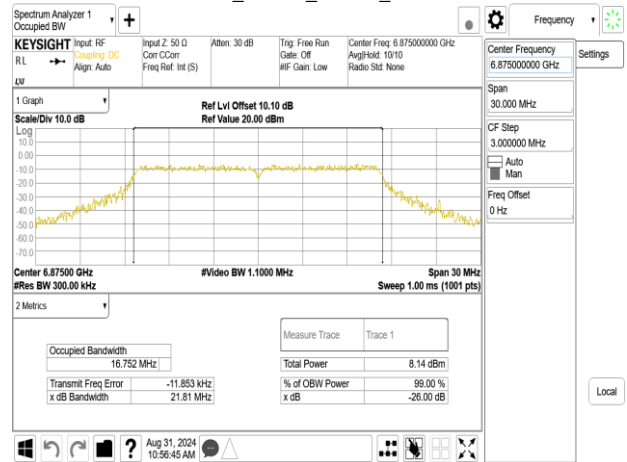 Spectrum Analyzer 1
Occupied BW
Frequency
KEYSIGHT
R L
LXI
Input: RF
Coupling: DC
Align: Auto
Input Z: 50 Ω
Corr CCorr
Freq Ref: Int (S)
Atten: 30 dB
Trig: Free Run
Gate: Off
#IF Gain: Low
Center Freq: 6.875000000 GHz
Avg|Hold: 10/10
Radio Std: None
Center Frequency
6.875000000 GHz
Settings
Span
30.000 MHz
CF Step
3.000000 MHz
Auto
Man
Freq Offset
0 Hz
Local
1 Graph
Scale/Div 10.0 dB
Ref Lvl Offset 10.10 dB
Ref Value 20.00 dBm
Log
10.0
0.00
-10.0
-20.0
-30.0
-40.0
-50.0
-60.0
-70.0
Center 6.87500 GHz
#Video BW 1.1000 MHz
Span 30 MHz
#Res BW 300.00 kHz
Sweep 1.00 ms (1001 pts)
2 Metrics
Measure Trace
Trace 1
Occupied Bandwidth
16.752 MHz
Total Power
8.14 dBm
Transmit Freq Error
-11.853 kHz
% of OBW Power
99.00 %
x dB Bandwidth
21.81 MHz
x dB
-26.00 dB
?
Aug 31, 2024
10:56:45 AM